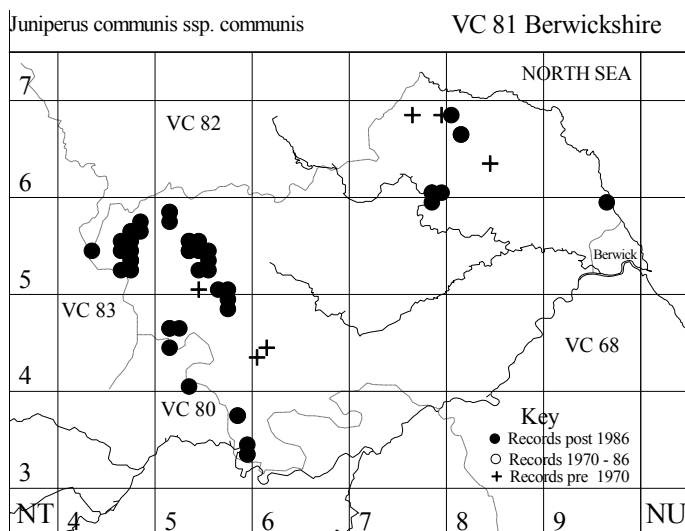 Juniperus communis ssp. communis VC 81 Berwickshire
NORTH SEA
7
VC 82
6
Berwick
5
VC 83
VC 68
4
VC 80
Key
Records post 1986
Records 1970 - 86
Records pre 1970
3
NT 4 5 6 7 8 9 NU